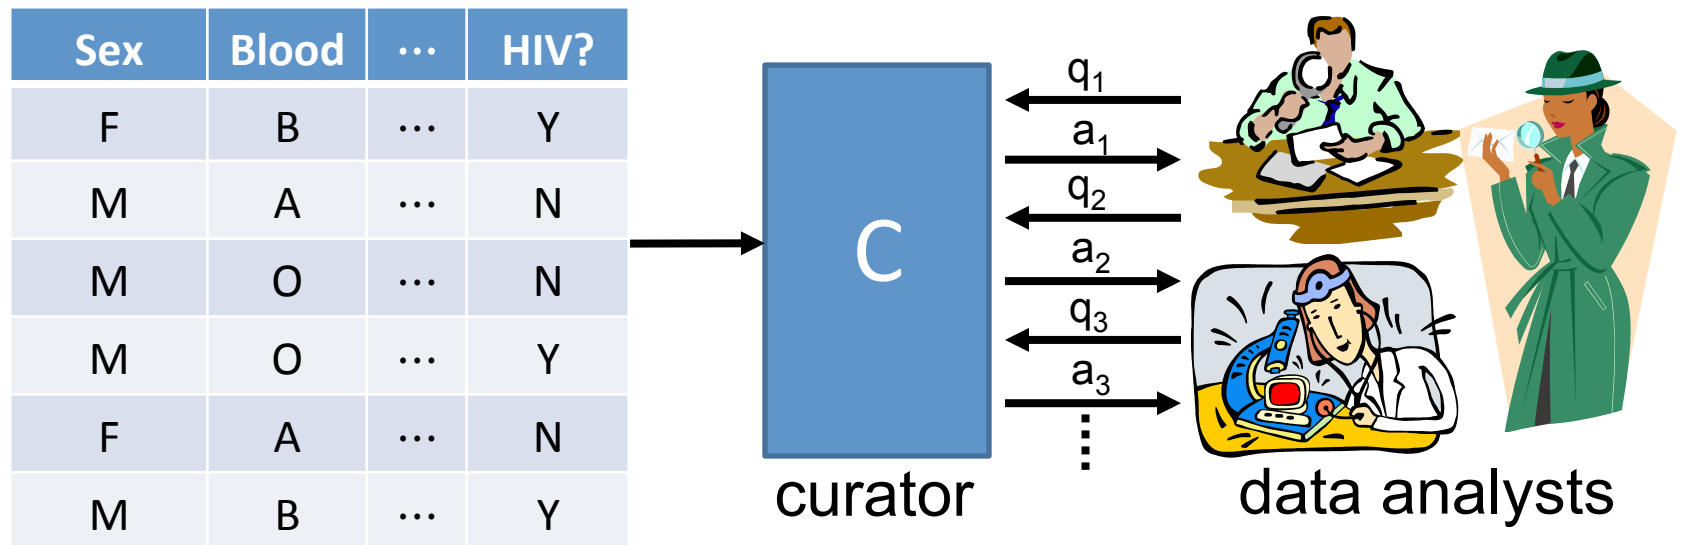 Sex Blood ... HIV?
F B ... Y
M A ... N
M O ... N
M O ... Y
F A ... N
M B ... Y
C
curator
q1
a1
q2
a2
q3
a3
data analysts